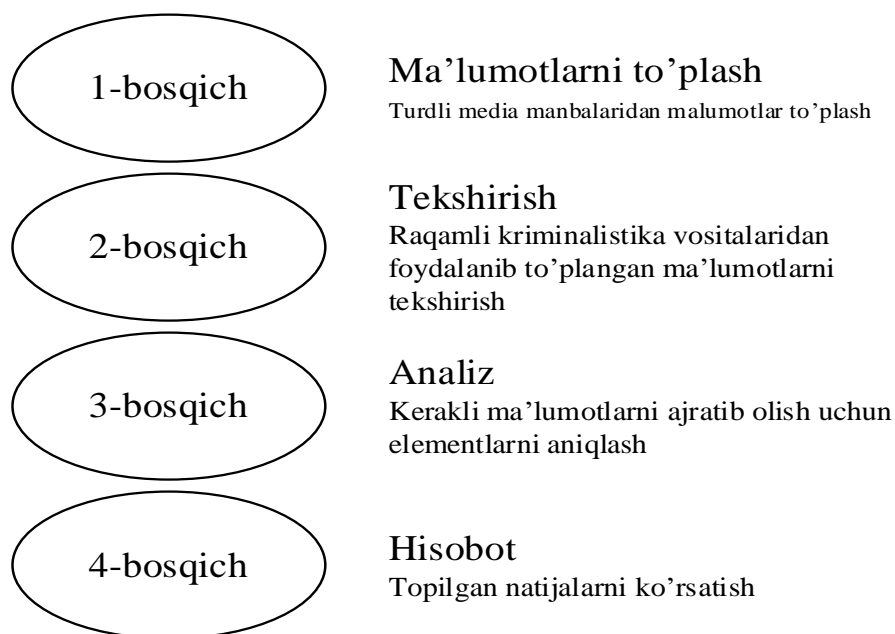 1-bosqich
Ma’lumotlarni to’plash
Turdli media manbalaridan malumotlar to’plash
2-bosqich
Tekshirish
Raqamli kriminalistika vositalaridan
foydalanib to’plangan ma’lumotlarni
tekshirish
3-bosqich
Analiz
Kerakli ma’lumotlarni ajratib olish uchun
elementlarni aniqlash
4-bosqich
Hisobot
Topilgan natijalarni ko’rsatish